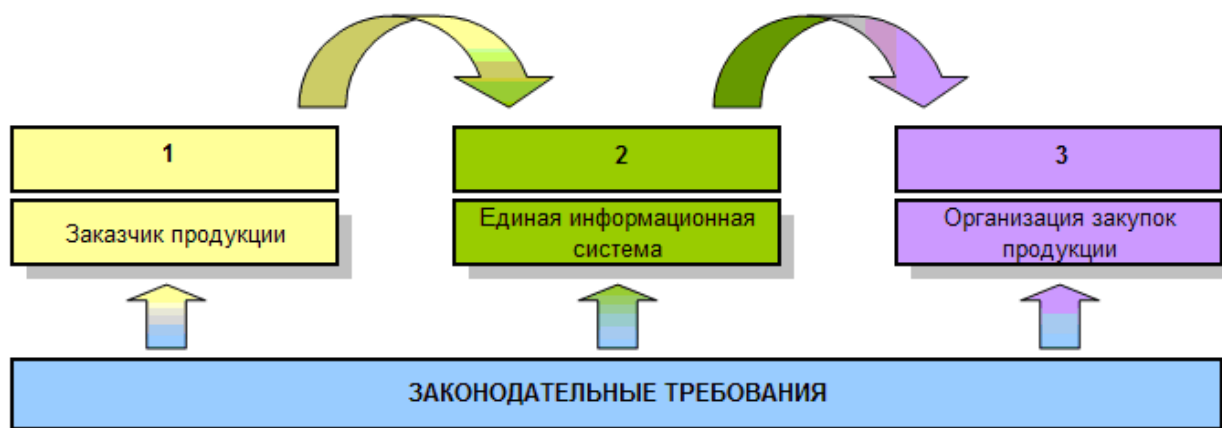 1
2
3
Заказчик продукции
Единая информационная
система
Организация закупок
продукции
ЗАКОНОДАТЕЛЬНЫЕ ТРЕБОВАНИЯ